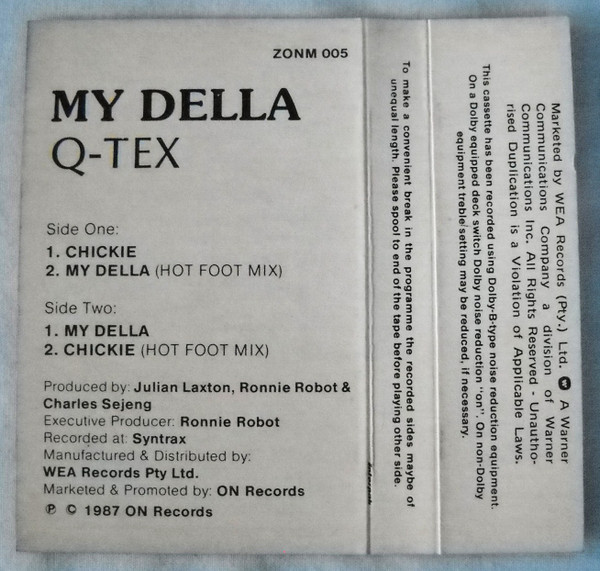 ZONM 005
MY DELLA
Q-TEX
Side One:
1. CHICKIE
2. MY DELLA (HOT FOOT MIX)
Side Two:
1. MY DELLA
2. CHICKIE (HOT FOOT MIX)
Produced by: Julian Laxton, Ronnie Robot &
Charles Sejeng
Executive Producer: Ronnie Robot
Recorded at: Syntrax
Manufactured & Distributed by:
WEA Records Pty Ltd.
Marketed & Promoted by: ON Records
℗ © 1987 ON Records
To make a convenient break in the programme the recorded sides maybe of
unequal length. Please spool to end of the tape before playing other side.
This cassette has been recorded using Dolby-B-type noise reduction equipment.
On a Dolby equipped deck switch Dolby noise reduction "on". On non-Dolby
equipment treble setting may be reduced, if necessary.
Marketed by WEA Records (Pty.) Ltd. A Warner
Communications Company a division of Warner
Communications Inc. All Rights Reserved - Unautho-
rised Duplication is a Violation of Applicable Laws.